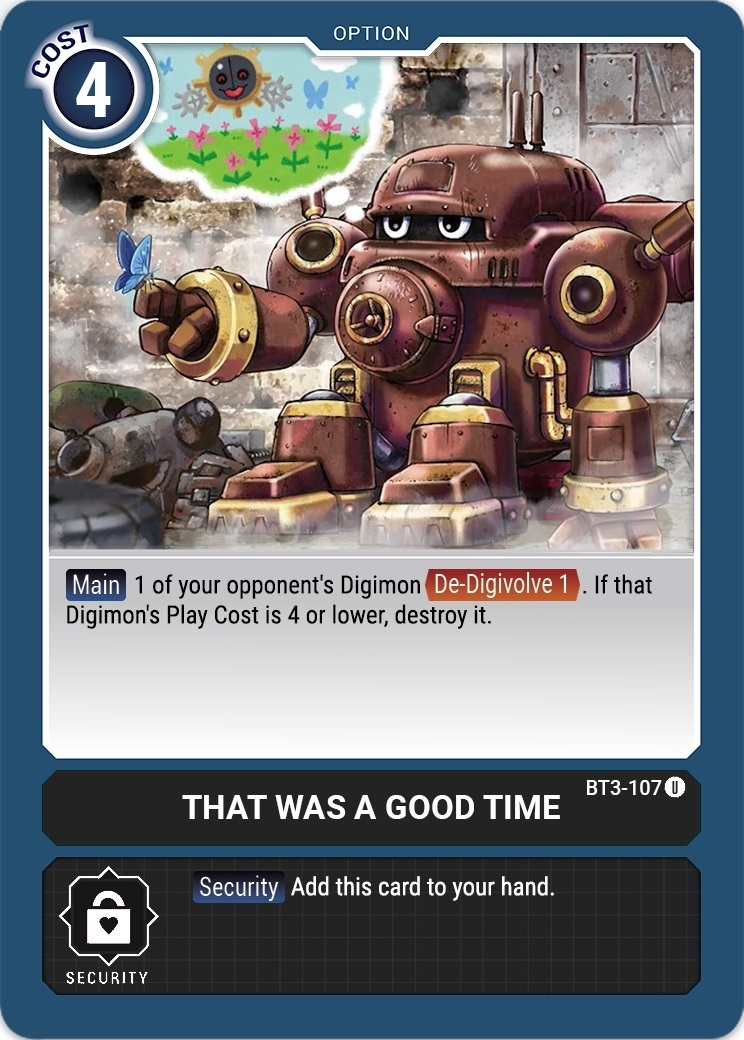 OPTION
COST
4
Main 1 of your opponent's Digimon De-Digivolve 1. If that
Digimon's Play Cost is 4 or lower, destroy it.
BT3-107 U
THAT WAS A GOOD TIME
Security Add this card to your hand.
SECURITY